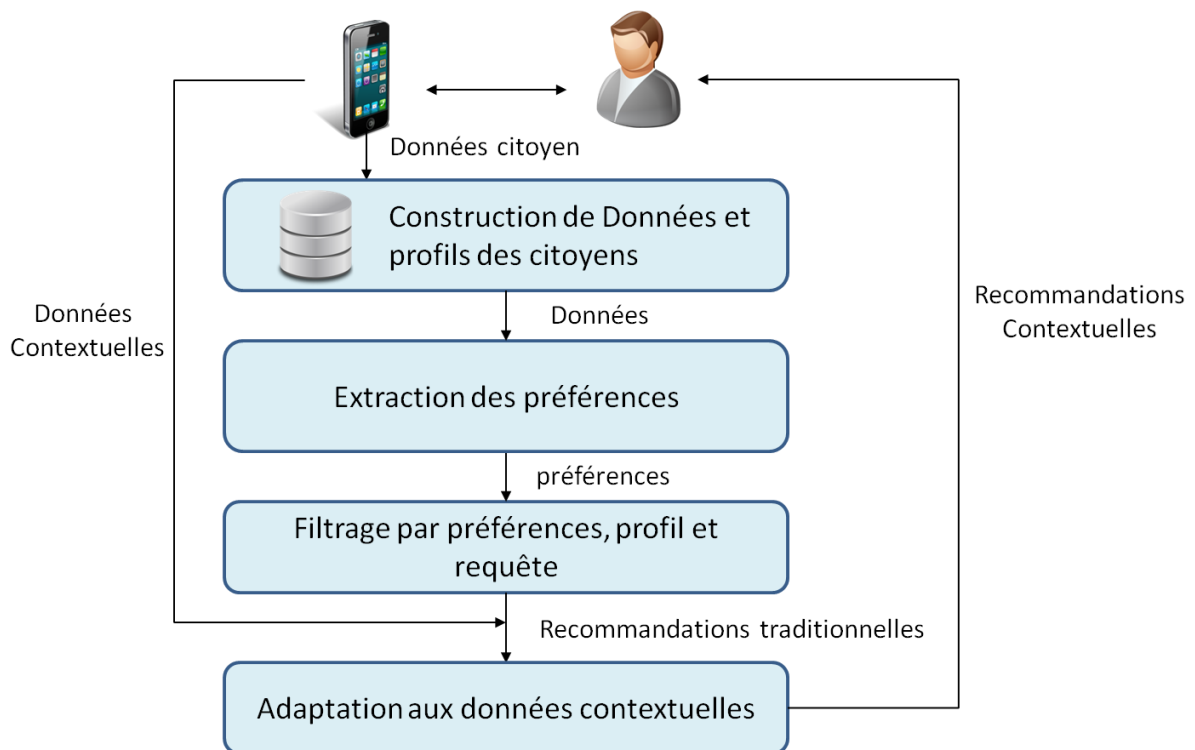 Données citoyen
Construction de Données et
profils des citoyens
Données
Contextuelles
Données
Recommandations
Contextuelles
Extraction des préférences
préférences
Filtrage par préférences, profil et
requête
Recommandations traditionnelles
Adaptation aux données contextuelles